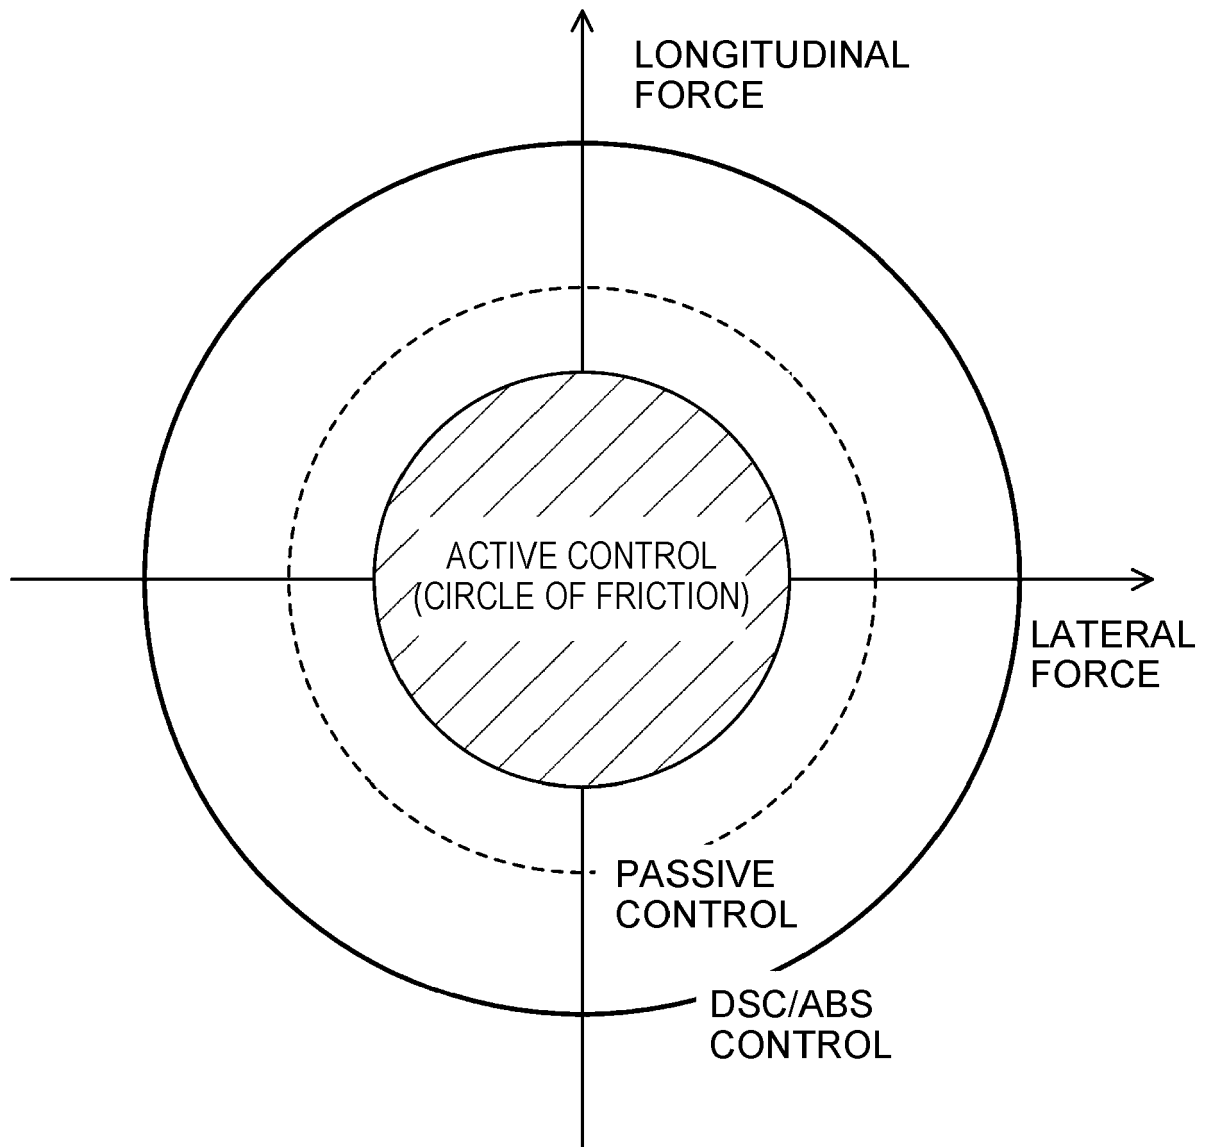 LONGITUDINAL
FORCE
ACTIVE CONTROL
(CIRCLE OF FRICTION)
LATERAL
FORCE
PASSIVE
CONTROL
DSC/ABS
CONTROL